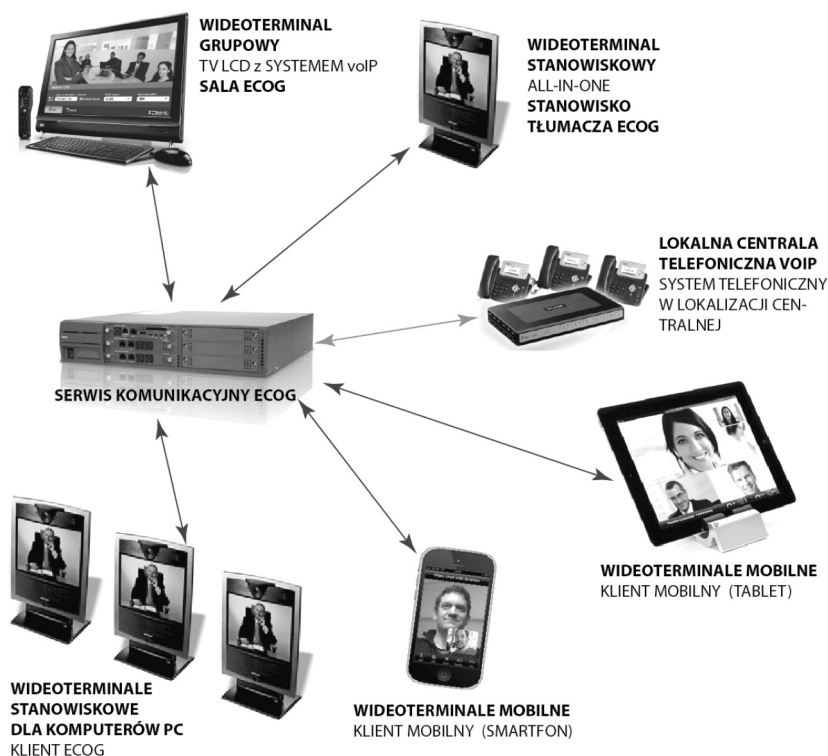 WIDEOTERMINAL
GRUPOWY
TV LCD z SYSTEMEM voIP
SALA ECOG
WIDEOTERMINAL
STANOWISKOWY
ALL-IN-ONE
STANOWISKO
TŁUMACZA ECOG
LOKALNA CENTRALA
TELEFONICZNA VOIP
SYSTEM TELEFONICZNY
W LOKALIZACJI CEN-
TRALNEJ
SERWIS KOMUNIKACYJNY ECOG
WIDEOTERMINALE MOBILNE
KLIENT MOBILNY (TABLET)
WIDEOTERMINALE MOBILNE
KLIENT MOBILNY (SMARTFON)
WIDEOTERMINALE
STANOWISKOWE
DLA KOMPUTERÓW PC
KLIENT ECOG